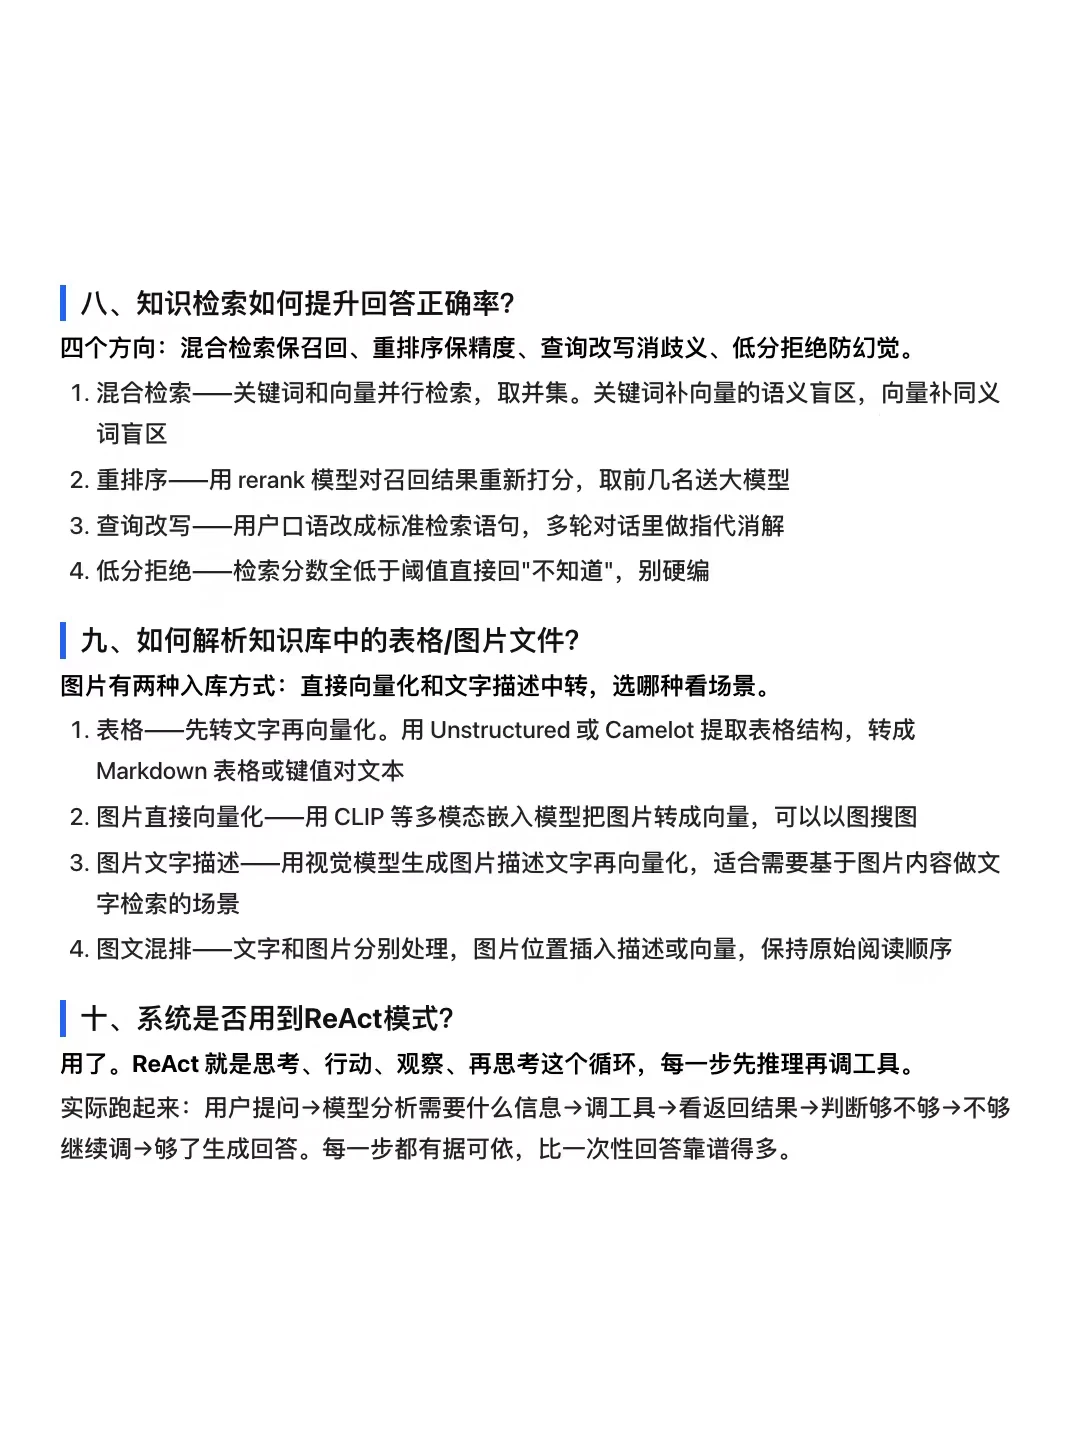 八、知识检索如何提升回答正确率？
四个方向：混合检索保召回、重排序保精度、查询改写消歧义、低分拒绝防幻觉。
1. 混合检索——关键词和向量并行检索，取并集。关键词补向量的语义盲区，向量补同义
词盲区
2. 重排序——用 rerank 模型对召回结果重新打分，取前几名送大模型
3. 查询改写——用户口语改成标准检索语句，多轮对话里做指代消解
4. 低分拒绝——检索分数全低于阈值直接回"不知道"，别硬编
九、如何解析知识库中的表格/图片文件？
图片有两种入库方式：直接向量化和文字描述中转，选哪种看场景。
1. 表格——先转文字再向量化。用 Unstructured 或 Camelot 提取表格结构，转成
Markdown 表格或键值对文本
2. 图片直接向量化——用 CLIP 等多模态嵌入模型把图片转成向量，可以以图搜图
3. 图片文字描述——用视觉模型生成图片描述文字再向量化，适合需要基于图片内容做文
字检索的场景
4. 图文混排——文字和图片分别处理，图片位置插入描述或向量，保持原始阅读顺序
十、系统是否用到ReAct模式？
用了。ReAct 就是思考、行动、观察、再思考这个循环，每一步先推理再调工具。
实际跑起来：用户提问→模型分析需要什么信息→调工具→看返回结果→判断够不够→不够
继续调→够了生成回答。每一步都有据可依，比一次性回答靠谱得多。